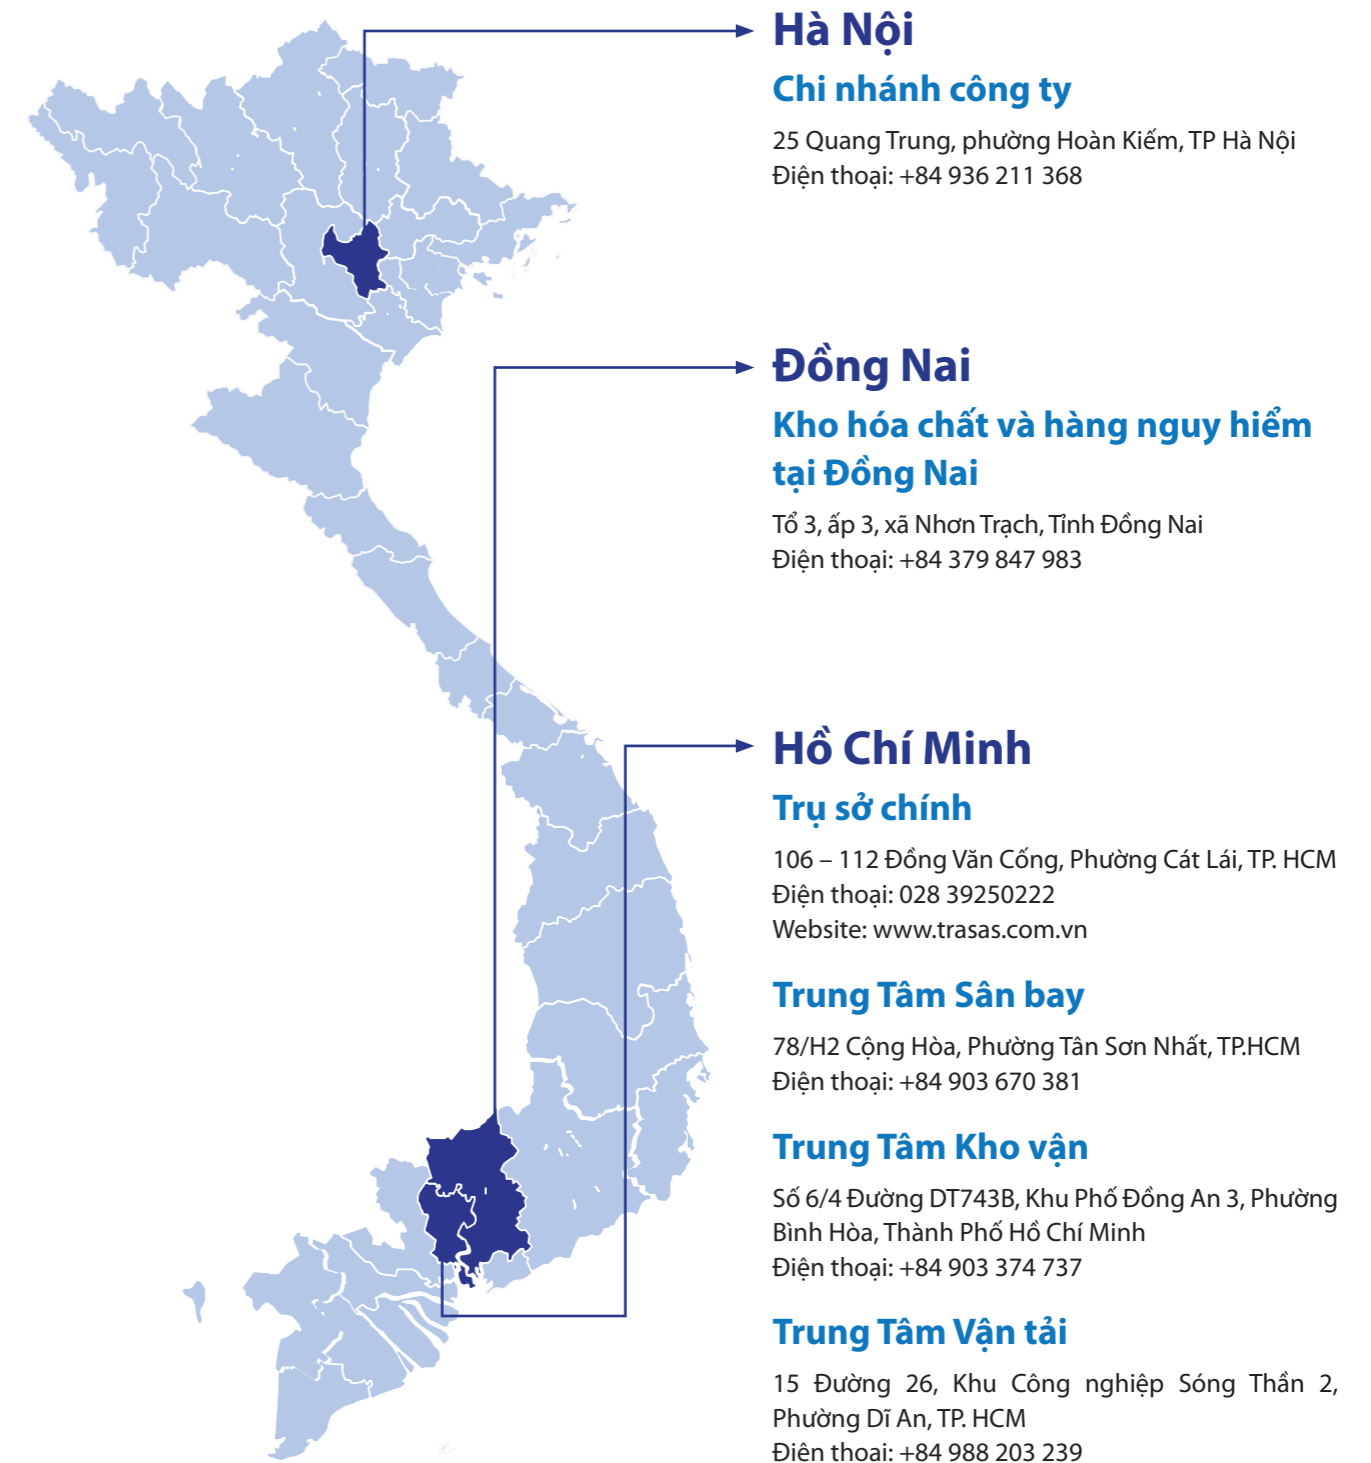 Hà Nội
Chi nhánh công ty
25 Quang Trung, phường Hoàn Kiếm, TP Hà Nội
Điện thoại: +84 936 211 368
Đồng Nai
Kho hóa chất và hàng nguy hiểm
tại Đồng Nai
Tổ 3, ấp 3, xã Nhơn Trạch, Tỉnh Đồng Nai
Điện thoại: +84 379 847 983
Hồ Chí Minh
Trụ sở chính
106 – 112 Đồng Văn Cống, Phường Cát Lái, TP. HCM
Điện thoại: 028 39250222
Website: www.trasas.com.vn
Trung Tâm Sân bay
78/H2 Cộng Hòa, Phường Tân Sơn Nhất, TP.HCM
Điện thoại: +84 903 670 381
Trung Tâm Kho vận
Số 6/4 Đường DT743B, Khu Phố Đồng An 3, Phường
Bình Hòa, Thành Phố Hồ Chí Minh
Điện thoại: +84 903 374 737
Trung Tâm Vận tải
15 Đường 26, Khu Công nghiệp Sóng Thần 2,
Phường Dĩ An, TP. HCM
Điện thoại: +84 988 203 239